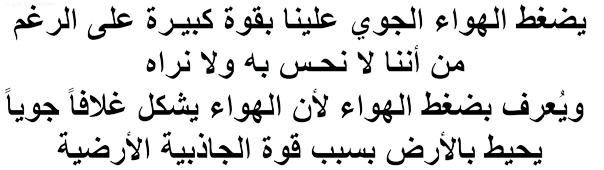 يضغط الهواء الجوي علينا بقوة كبيرة على الرغم
من أننا لا نحس به ولا نراه
ويُعرف بضغط الهواء لأن الهواء يشكل غلافاً جوياً
يحيط بالأرض بسبب قوة الجاذبية الأرضية